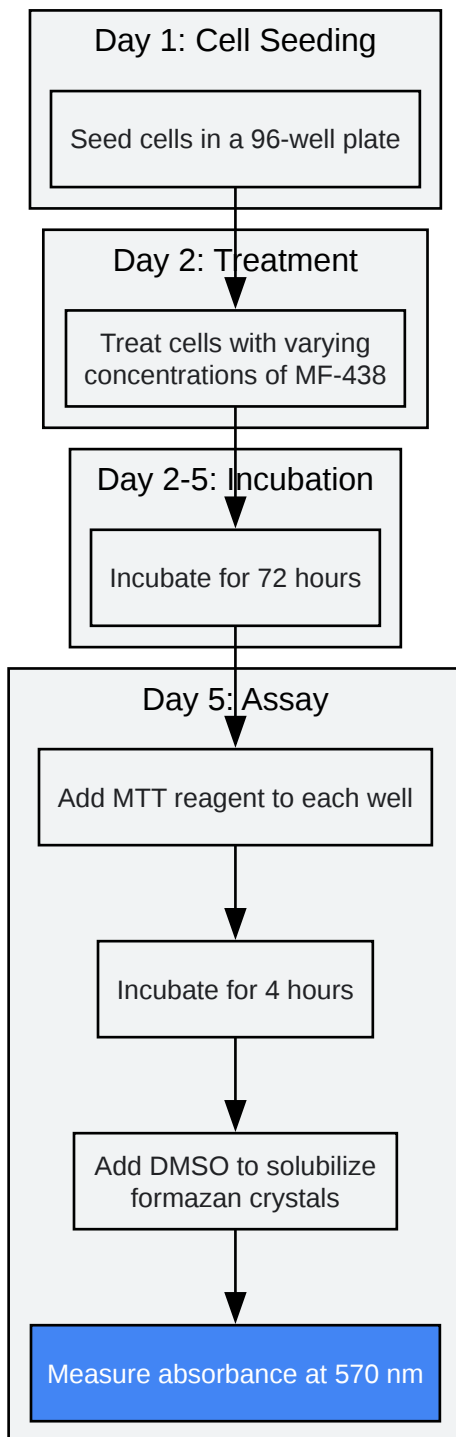 Day 1: Cell Seeding
Seed cells in a 96-well plate
Day 2: Treatment
Treat cells with varying
concentrations of MF-438
Day 2-5: Incubation
Incubate for 72 hours
Day 5: Assay
Add MTT reagent to each well
Incubate for 4 hours
Add DMSO to solubilize
formazan crystals
Measure absorbance at 570 nm